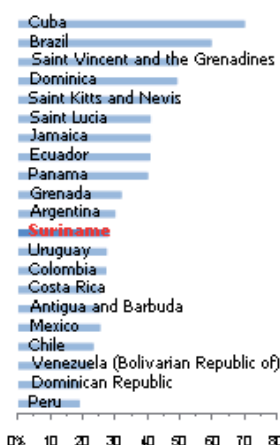 Cuba
Brazil
Saint Vincent and the Grenadines
Dominica
Saint Kitts and Nevis
Saint Lucia
Jamaica
Ecuador
Panama
Grenada
Argentina
Suriname
Uruguay
Colombia
Costa Rica
Antigua and Barbuda
Mexico
Chile
Venezuela (Bolivarian Republic of)
Dominican Republic
Peru
0% 10 20 30 40 50 60 70 80